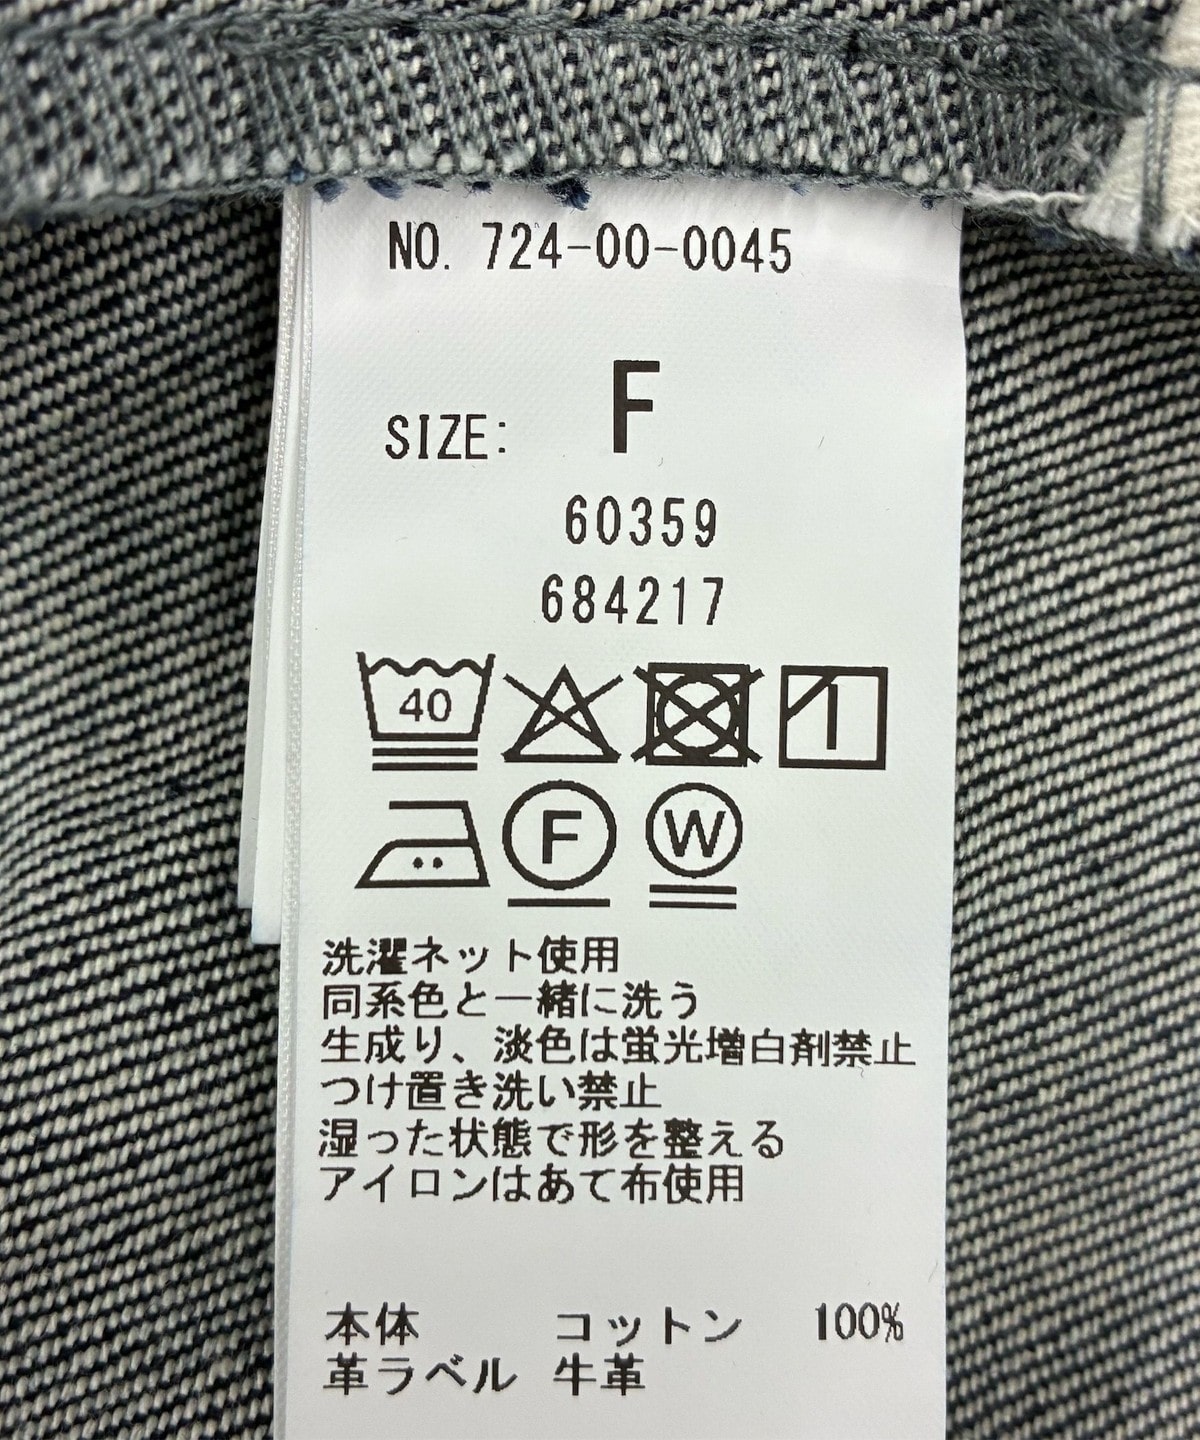 NO. 724-00-0045
SIZE: F
60359
684217
40
F W
洗濯ネット使用
同系色と一緒に洗う
生成り、淡色は蛍光増白剤禁止
つけ置き洗い禁止
湿った状態で形を整える
アイロンはあて布使用
本体 コットン 100%
革ラベル 牛革